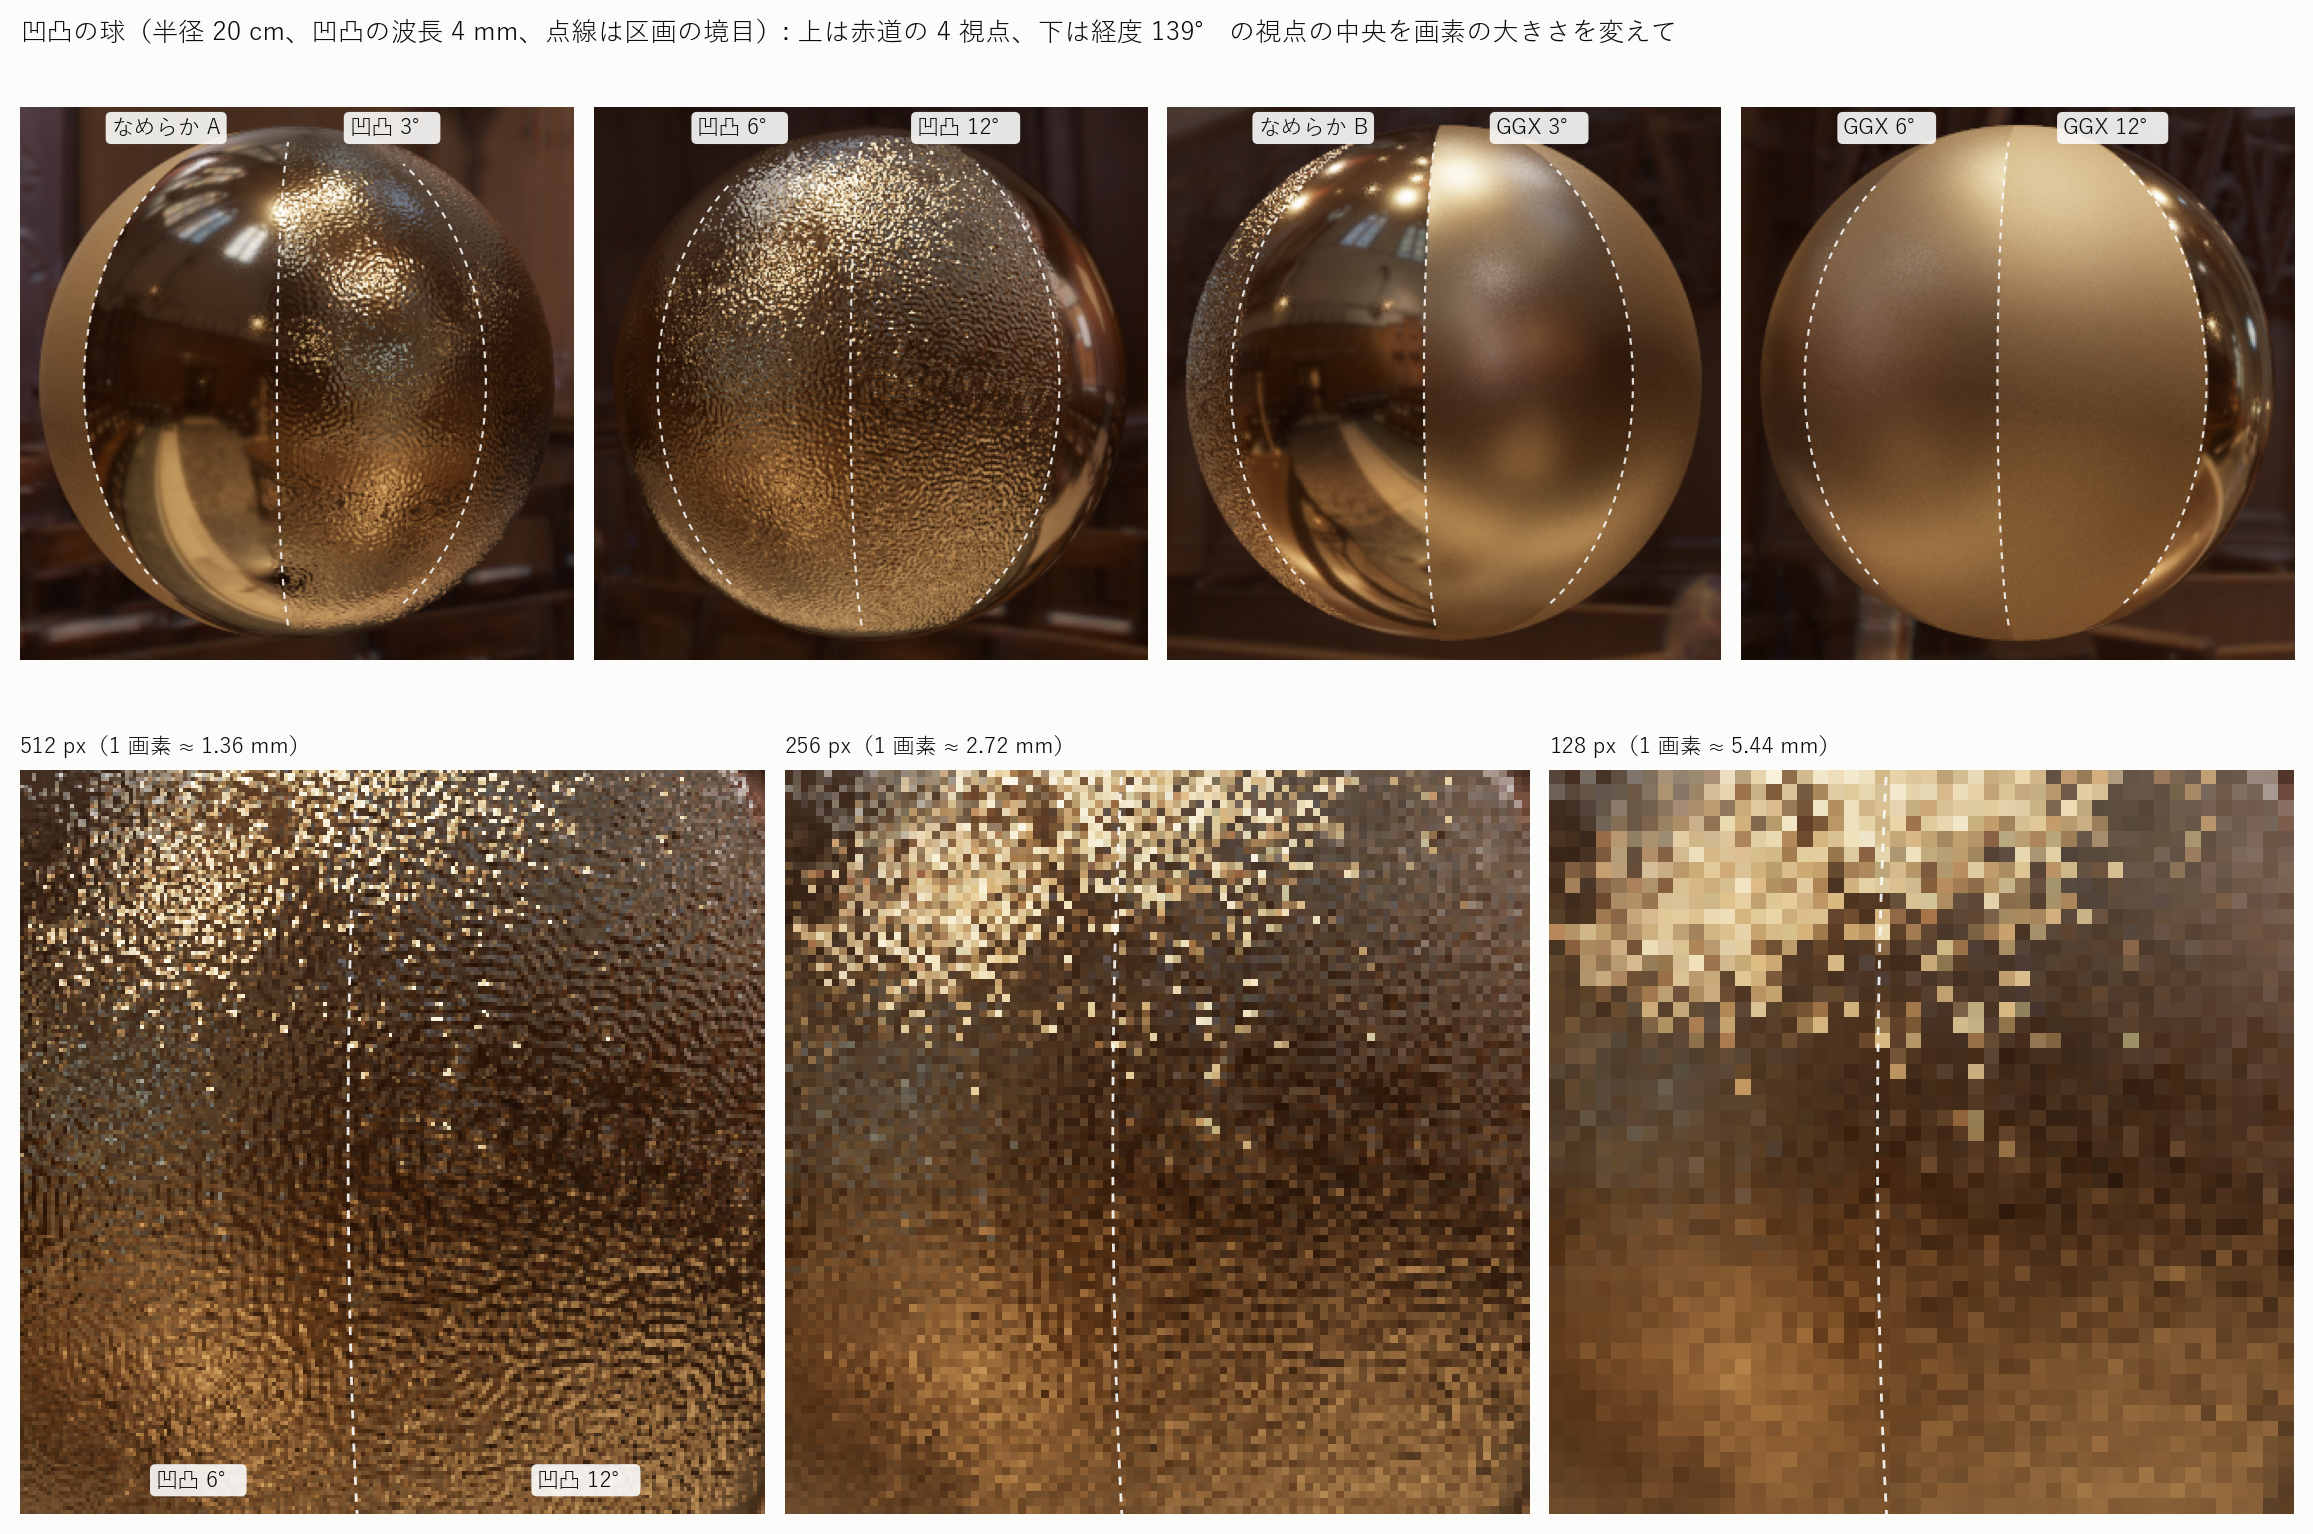 凹凸の球（半径 20 cm、凹凸の波長 4 mm、点線は区画の境目）: 上は赤道の 4 視点、下は経度 139° の視点の中央を画素の大きさを変えて
なめらか A
凹凸 3°
凹凸 6°
凹凸 12°
なめらか B
GGX 3°
GGX 6°
GGX 12°
512 px（1 画素 ≈ 1.36 mm）
256 px（1 画素 ≈ 2.72 mm）
128 px（1 画素 ≈ 5.44 mm）
凹凸 6°
凹凸 12°